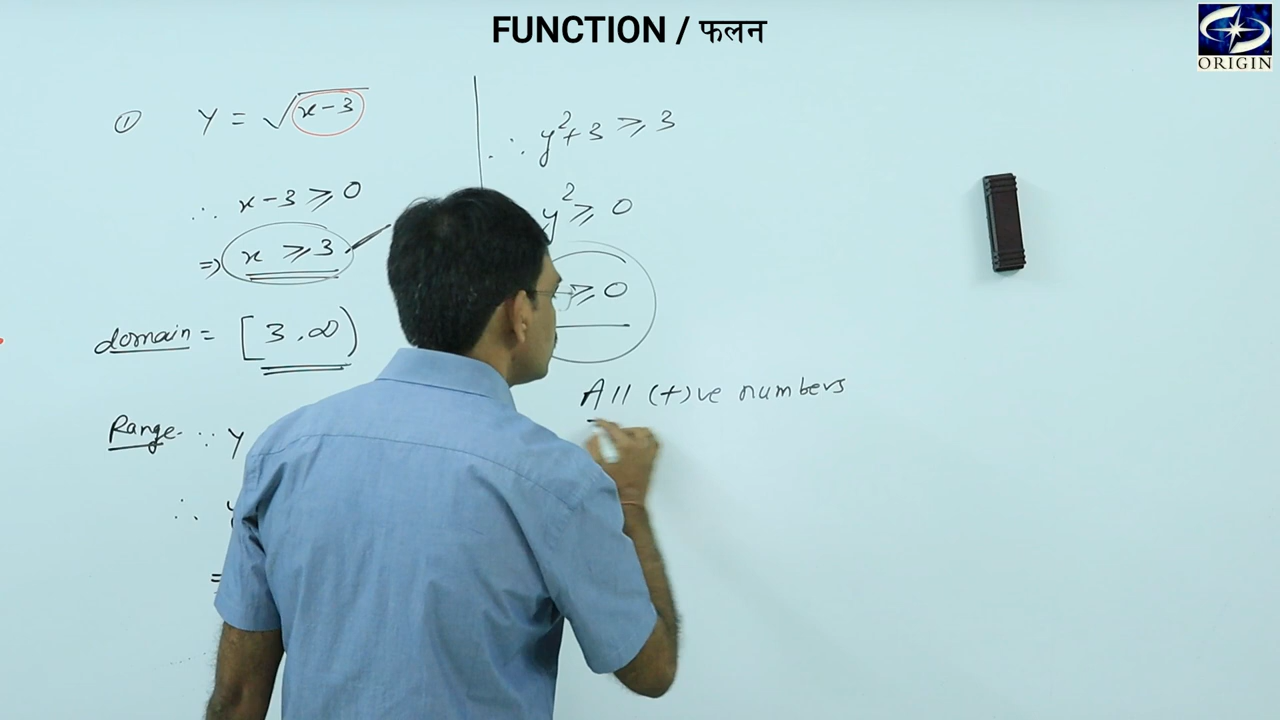 FUNCTION / फलन
ORIGIN
① y = √(x-3)
∴ x-3 ⩾ 0
⇒ x ⩾ 3
domain = [3, ∞)
Range- ∵ y
∴ y
=
∴ y²+3 ⩾ 3
y² ⩾ 0
⩾ 0
All (+)ve numbers